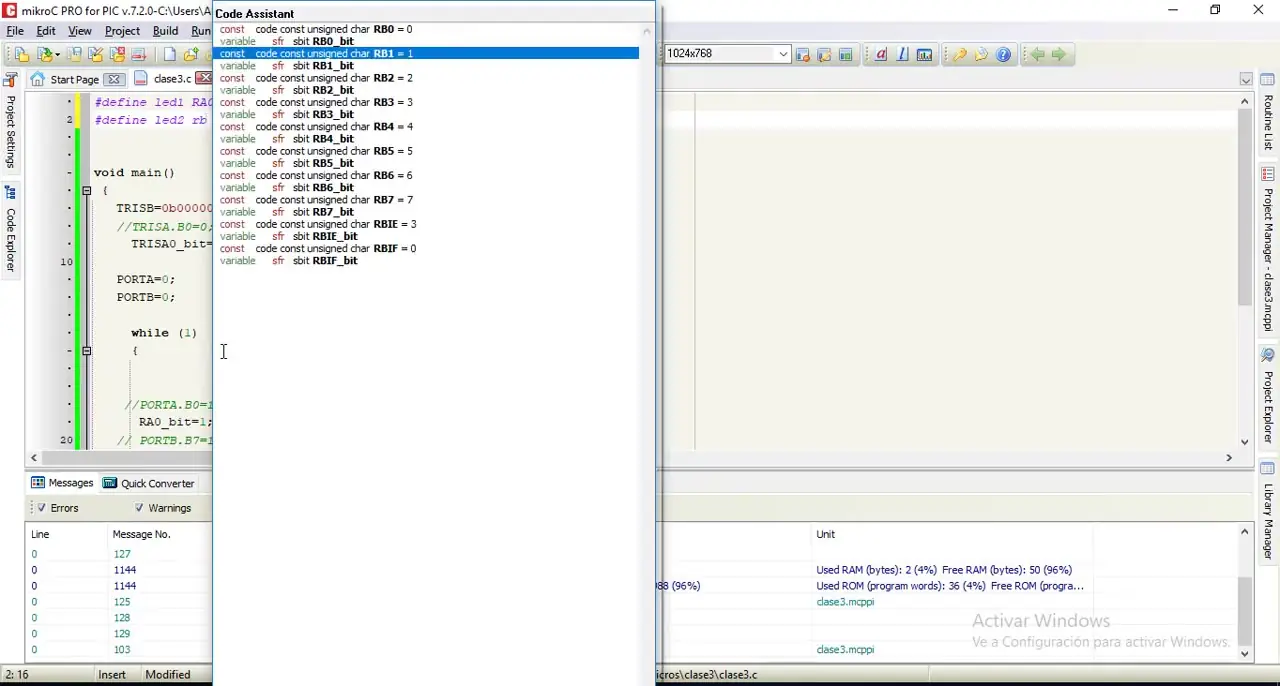 mikroC PRO for PIC v.7.2.0-C:\Users\A
Code Assistant
File Edit View Project Build Run
1024x768
Start Page
clase3.c
const code const unsigned char RB0 = 0
variable sfr sbit RB0_bit
const code const unsigned char RB1 = 1
variable sfr sbit RB1_bit
const code const unsigned char RB2 = 2
variable sfr sbit RB2_bit
const code const unsigned char RB3 = 3
variable sfr sbit RB3_bit
const code const unsigned char RB4 = 4
variable sfr sbit RB4_bit
const code const unsigned char RB5 = 5
variable sfr sbit RB5_bit
const code const unsigned char RB6 = 6
variable sfr sbit RB6_bit
const code const unsigned char RB7 = 7
variable sfr sbit RB7_bit
const code const unsigned char RBIE = 3
variable sfr sbit RBIE_bit
const code const unsigned char RBIF = 0
variable sfr sbit RBIF_bit
Project Settings
Code Explorer
#define led1 RA0
2 #define led2 rb
void main()
{
TRISB=0b00000
//TRISA.B0=0;
TRISA0_bit=
10
PORTA=0;
PORTB=0;
while (1)
{
//PORTA.B0=1
RA0_bit=1;
20 // PORTB.B7=1
Routine List
Project Manager - clase3.mcppi
Project Explorer
Library Manager
Messages Quick Converter
Errors Warnings
Line Message No. Unit
0 127
0 1144 Used RAM (bytes): 2 (4%) Free RAM (bytes): 50 (96%)
0 1144 988 (96%) Used ROM (program words): 36 (4%) Free ROM (progra...
0 125 clase3.mcppi
0 128
0 129
0 103 clase3.mcppi
Activar Windows
Ve a Configuración para activar Windows.
2: 16 Insert Modified icros\clase3\clase3.c